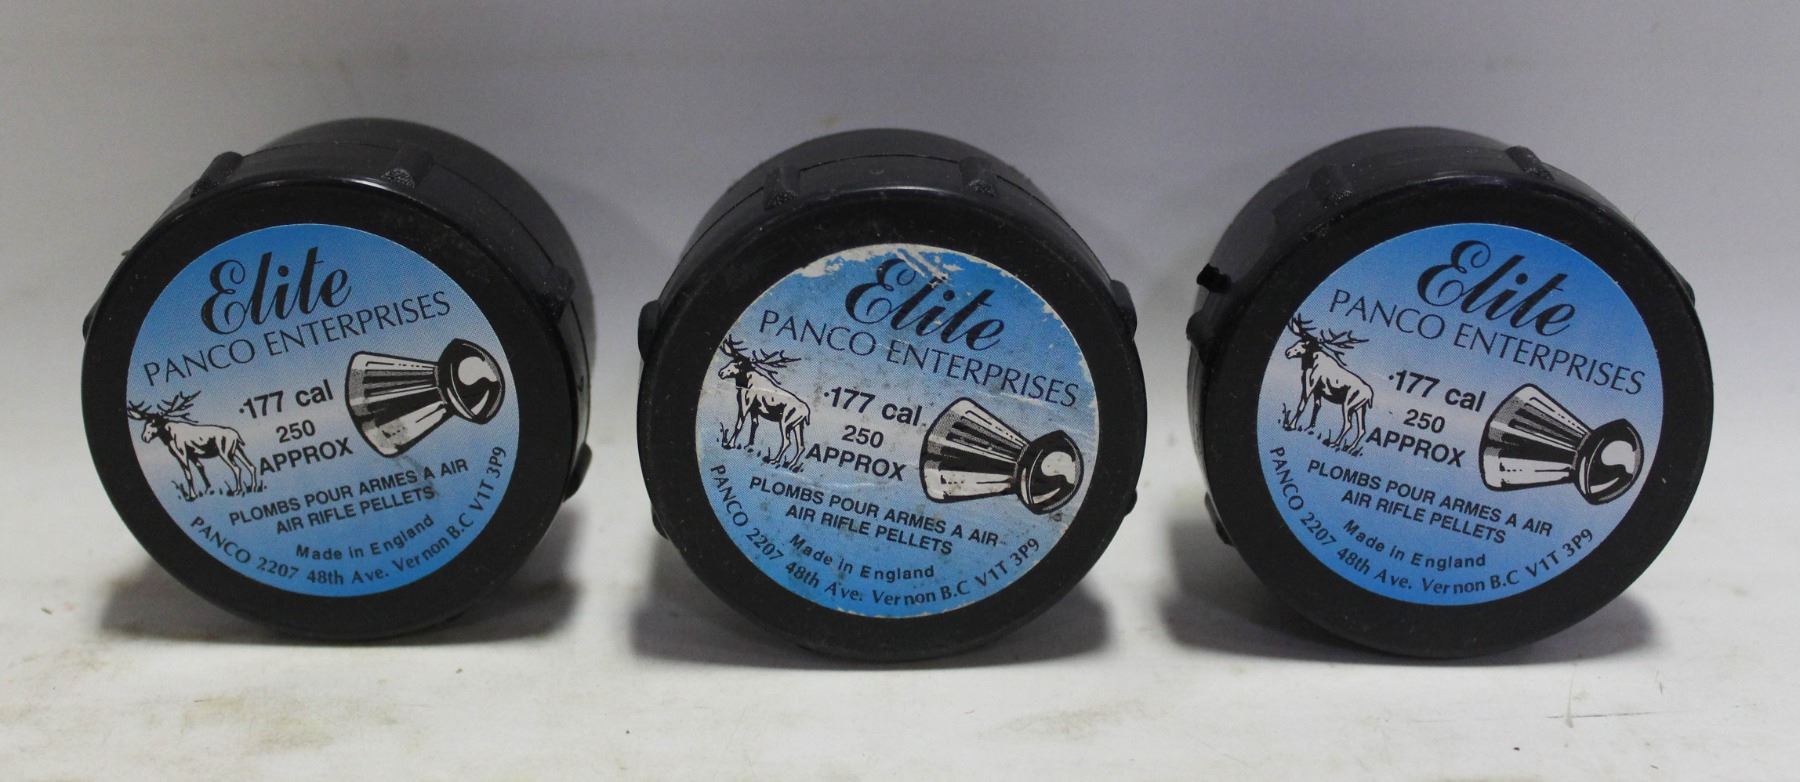 Elite
PANCO ENTERPRISES
.177 cal
250
APPROX
PLOMBS POUR ARMES A AIR
AIR RIFLE PELLETS
Made in England
PANCO 2207 48th Ave. Vernon B.C V1T 3P9
Elite
PANCO ENTERPRISES
.177 cal
250
APPROX
PLOMBS POUR ARMES A AIR
AIR RIFLE PELLETS
Made in England
PANCO 2207 48th Ave. Vernon B.C V1T 3P9
Elite
PANCO ENTERPRISES
.177 cal
250
APPROX
PLOMBS POUR ARMES A AIR
AIR RIFLE PELLETS
Made in England
PANCO 2207 48th Ave. Vernon B.C V1T 3P9